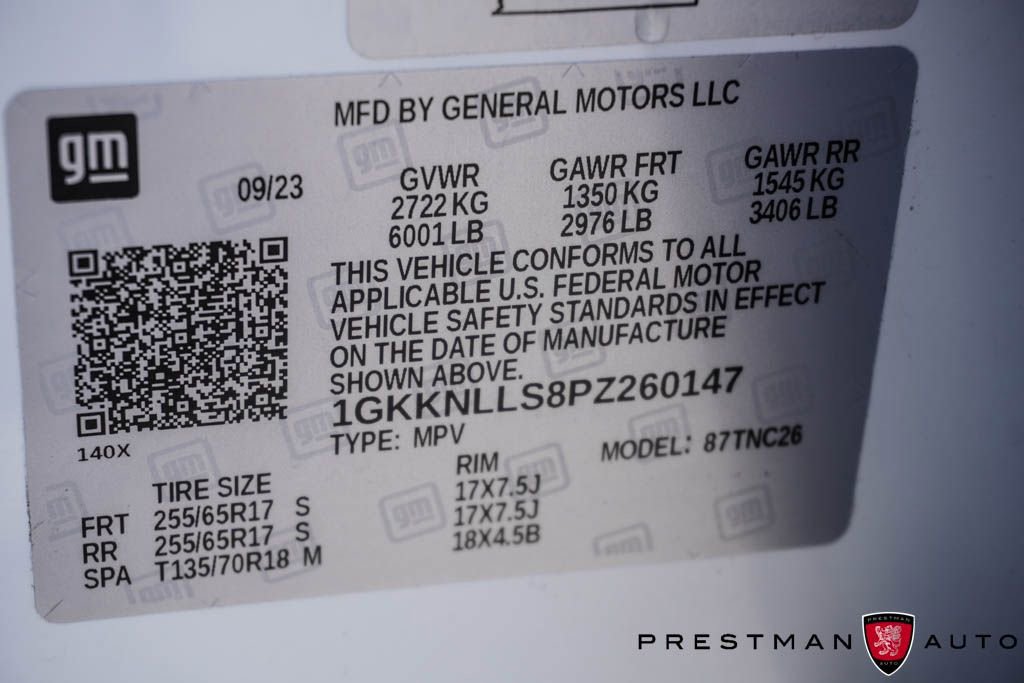 gm
MFD BY GENERAL MOTORS LLC
09/23
GVWR GAWR FRT GAWR RR
2722 KG 1350 KG 1545 KG
6001 LB 2976 LB 3406 LB
THIS VEHICLE CONFORMS TO ALL
APPLICABLE U.S. FEDERAL MOTOR
VEHICLE SAFETY STANDARDS IN EFFECT
ON THE DATE OF MANUFACTURE
SHOWN ABOVE.
1GKKNLLS8PZ260147
140X
TYPE: MPV MODEL: 87TNC26
TIRE SIZE RIM
FRT 255/65R17 S 17X7.5J
RR 255/65R17 S 17X7.5J
SPA T135/70R18 M 18X4.5B
PRESTMAN PRESTMAN AUTO AUTO